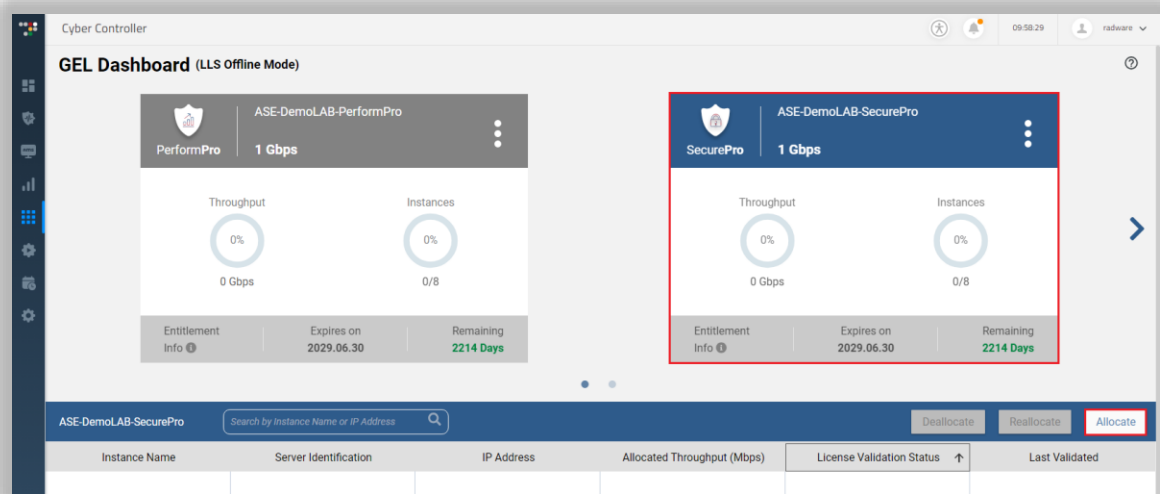 Cyber Controller
09:58:29
radware
GEL Dashboard (LLS Offline Mode)
ASE-DemoLAB-PerformPro
PerformPro
1 Gbps
Throughput
Instances
0%
0%
0 Gbps
0/8
Entitlement
Info
Expires on
2029.06.30
Remaining
2214 Days
ASE-DemoLAB-SecurePro
SecurePro
1 Gbps
Throughput
Instances
0%
0%
0 Gbps
0/8
Entitlement
Info
Expires on
2029.06.30
Remaining
2214 Days
ASE-DemoLAB-SecurePro
Search by Instance Name or IP Address
Deallocate
Reallocate
Allocate
Instance Name
Server Identification
IP Address
Allocated Throughput (Mbps)
License Validation Status
Last Validated